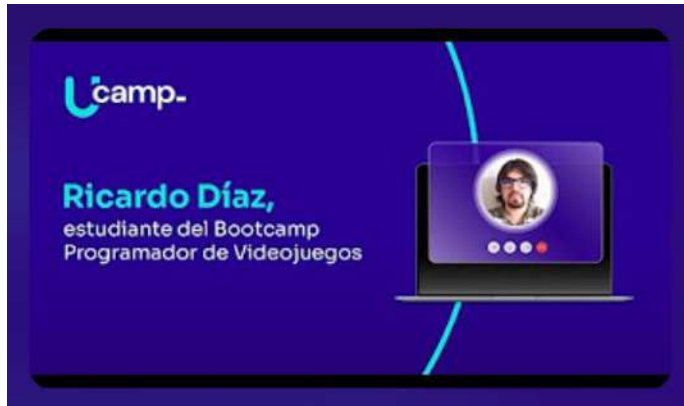 Ucamp.
Ricardo Díaz,
estudiante del Bootcamp
Programador de Videojuegos